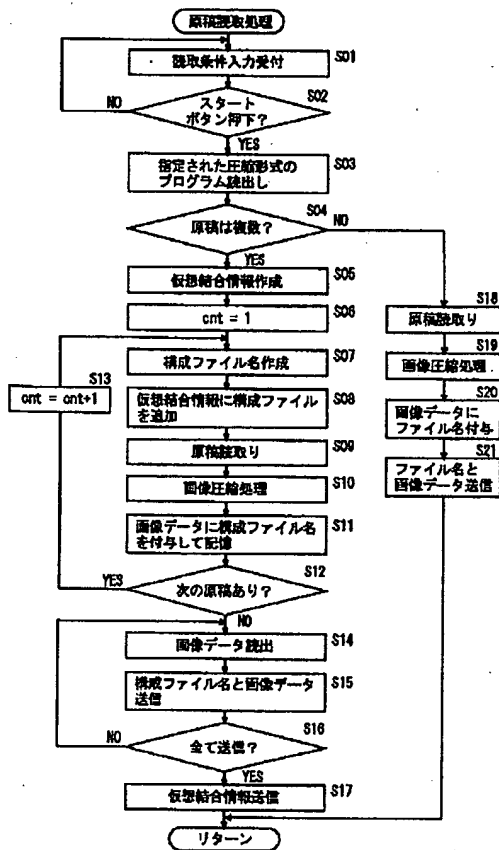 原稿読取処理
読取条件入力受付
S01
S02
NO
スタート
ボタン押下?
YES
指定された圧縮形式の
プログラム読出し
S03
S04
原稿は複数?
NO
YES
仮想結合情報作成
S05
cnt = 1
S06
S18
原稿読取り
構成ファイル名作成
S07
S19
画像圧縮処理
S13
cnt = cnt+1
仮想結合情報に構成ファイル
を追加
S08
S20
画像データに
ファイル名付与
原稿読取り
S09
S21
ファイル名と
画像データ送信
画像圧縮処理
S10
画像データに構成ファイル名
を付与して記憶
S11
S12
YES
次の原稿あり?
NO
画像データ読出
S14
構成ファイル名と画像データ
送信
S15
S16
NO
全て送信?
YES
仮想結合情報送信
S17
リターン